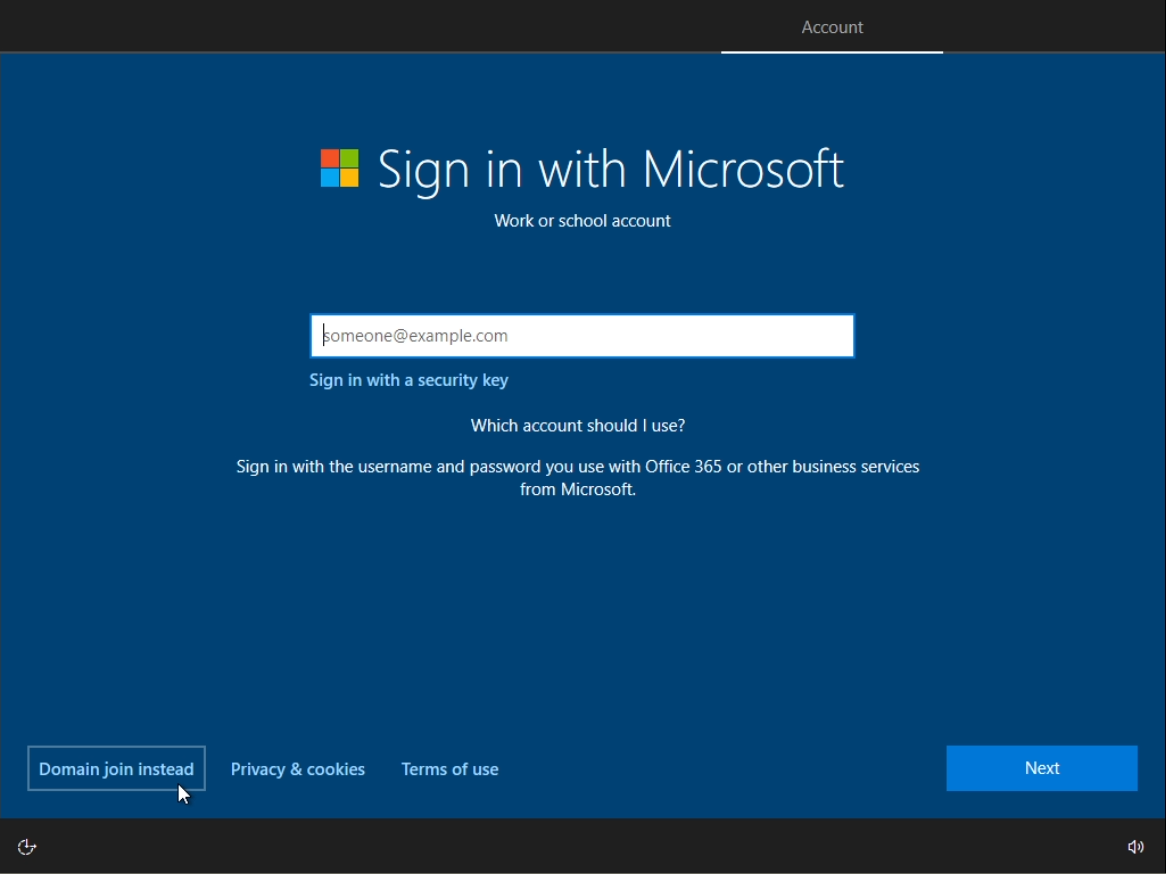 Account
Sign in with Microsoft
Work or school account
someone@example.com
Sign in with a security key
Which account should I use?
Sign in with the username and password you use with Office 365 or other business services
from Microsoft.
Domain join instead
Privacy & cookies
Terms of use
Next